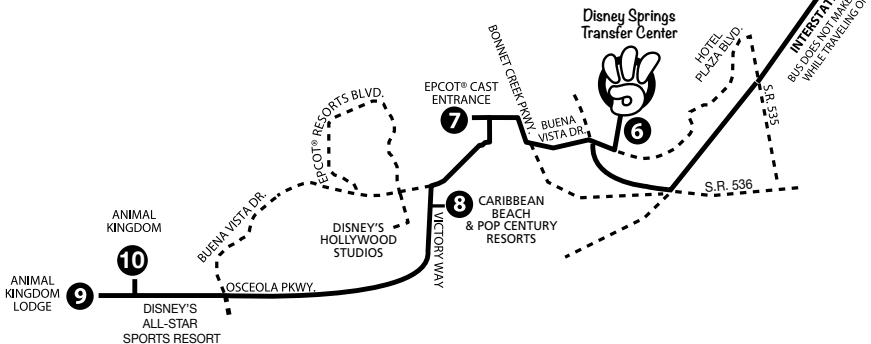 INTERSTATE
BUS DOES NOT MAKE
WHILE TRAVELING
Disney Springs
Transfer Center
HOTEL
PLAZA BLVD.
S.R. 535
BONNET CREEK PKWY.
EPCOT® CAST
ENTRANCE
7
BUENA
VISTA DR.
6
EPCOT® RESORTS BLVD.
S.R. 536
8
CARIBBEAN
BEACH
& POP CENTURY
RESORTS
VICTORY WAY
DISNEY'S
HOLLYWOOD
STUDIOS
BUENA VISTA DR.
ANIMAL
KINGDOM
10
ANIMAL
KINGDOM
LODGE
9
OSCEOLA PKWY.
DISNEY'S
ALL-STAR
SPORTS RESORT